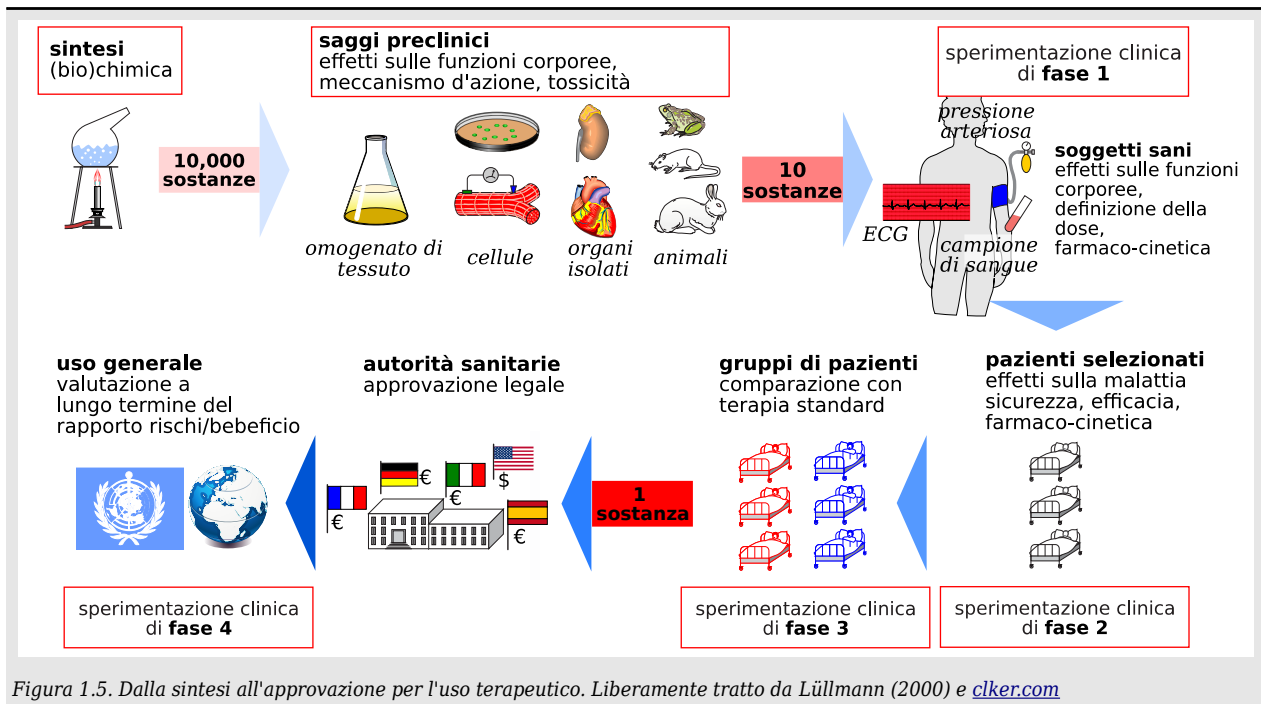 sintesi
(bio)chimica
10,000
sostanze
saggi preclinici
effetti sulle funzioni corporee,
meccanismo d'azione, tossicità
omogenato di
tessuto
cellule
organi
isolati
animali
10
sostanze
sperimentazione clinica
di fase 1
pressione
arteriosa
ECG
campione
di sangue
soggetti sani
effetti sulle funzioni
corporee,
definizione della
dose,
farmaco-cinetica
uso generale
valutazione a
lungo termine del
rapporto rischi/bebeficio
sperimentazione clinica
di fase 4
autorità sanitarie
approvazione legale
€
€
€
$
€
1
sostanza
gruppi di pazienti
comparazione con
terapia standard
sperimentazione clinica
di fase 3
pazienti selezionati
effetti sulla malattia
sicurezza, efficacia,
farmaco-cinetica
sperimentazione clinica
di fase 2
Figura 1.5. Dalla sintesi all'approvazione per l'uso terapeutico. Liberamente tratto da Lüllmann (2000) e clker.com